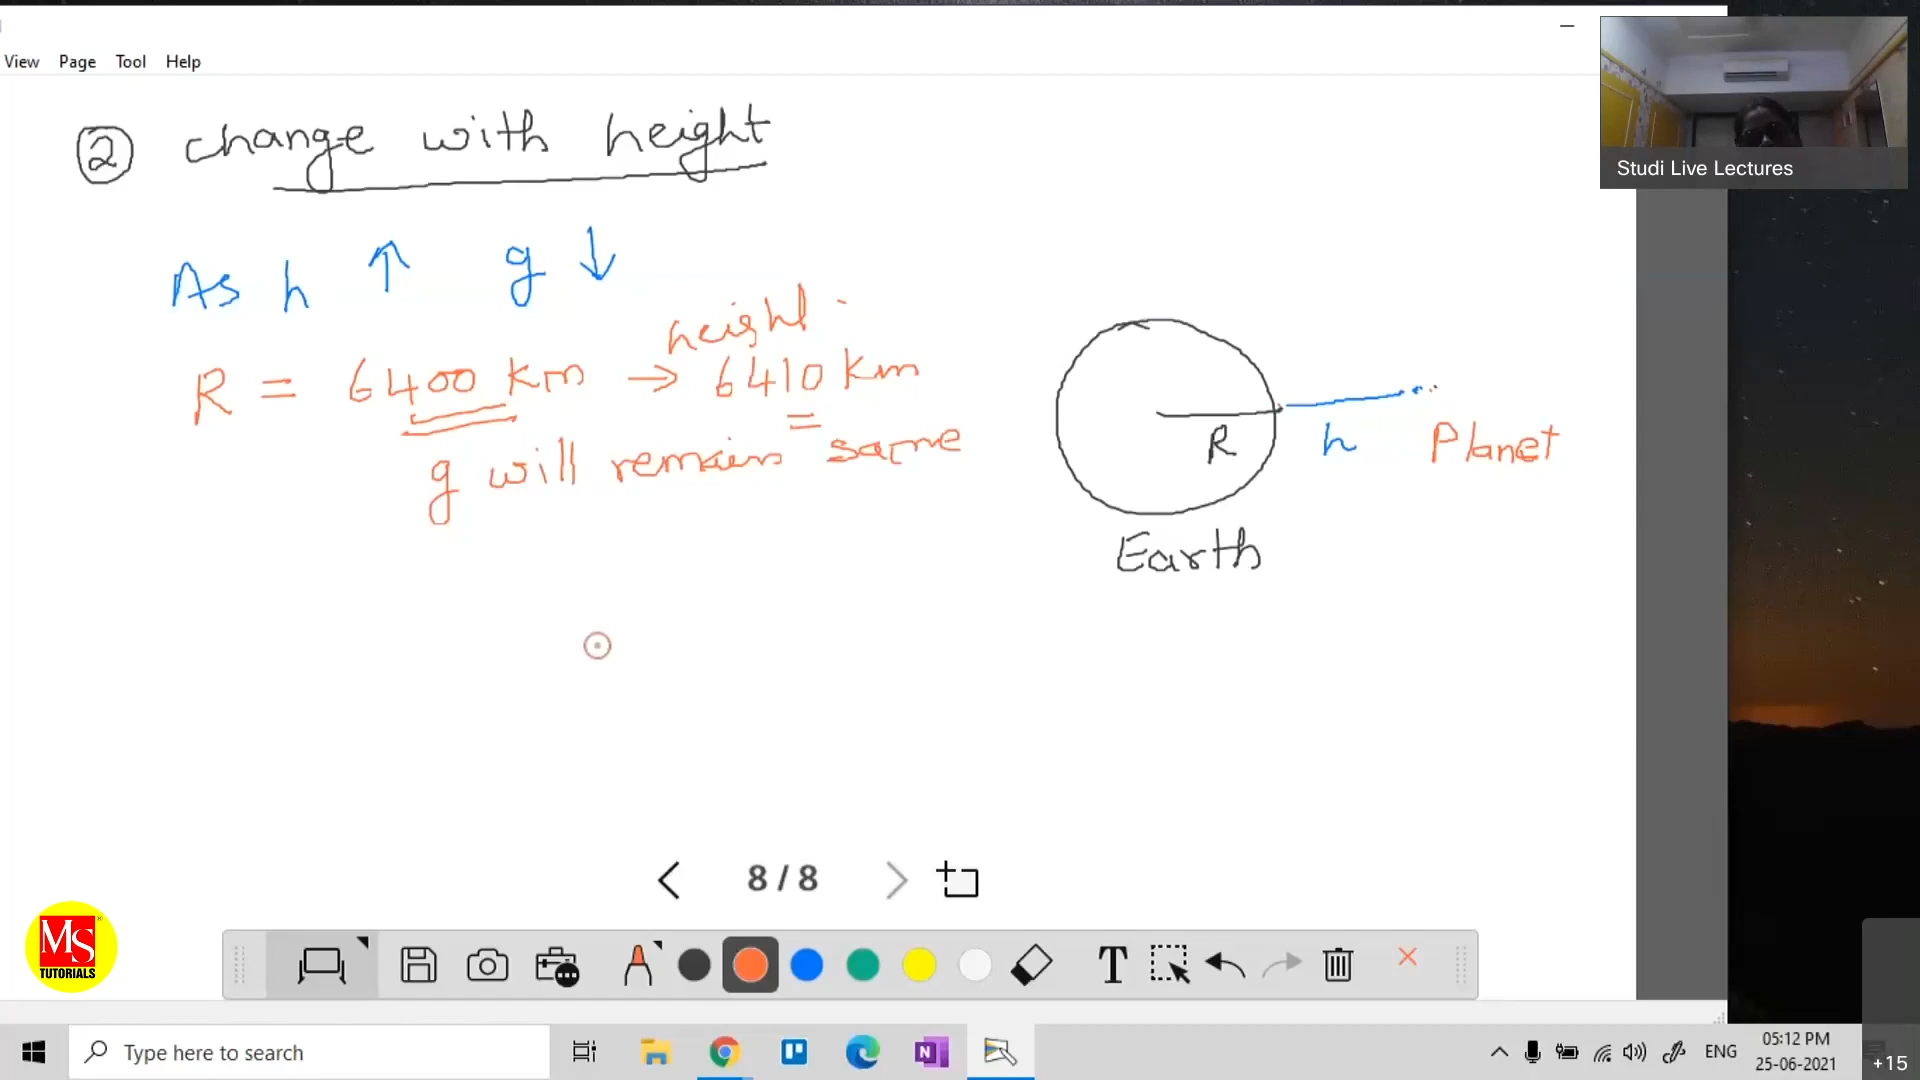 View Page Tool Help
Studi Live Lectures
② change with height
As h ↑ g ↓
height
R = 6400 km → 6410 km
g will remain same
R h Planet
Earth
8 / 8
MS
TUTORIALS
T
Type here to search
N
ENG
05:12 PM
25-06-2021
+15